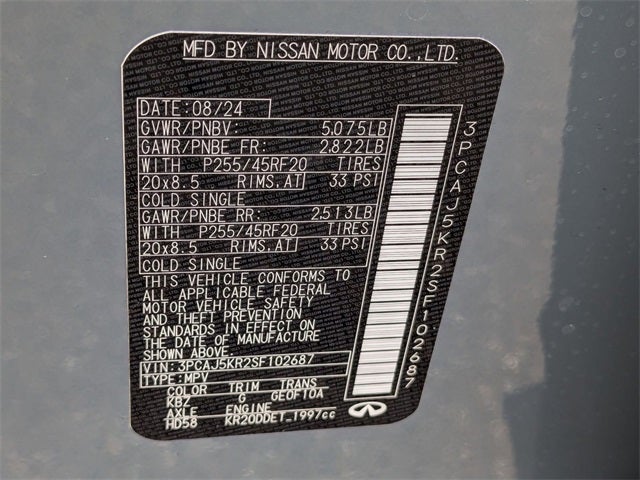 MFD BY NISSAN MOTOR CO.,LTD.
DATE:08/24
GVWR/PNBV: 5,075LB
GAWR/PNBE FR: 2,822LB
WITH P255/45RF20 TIRES
20x8.5 RIMS,AT 33 PSI
COLD SINGLE
GAWR/PNBE RR: 2,513LB
WITH P255/45RF20 TIRES
20x8.5 RIMS,AT 33 PSI
COLD SINGLE
THIS VEHICLE CONFORMS TO
ALL APPLICABLE FEDERAL
MOTOR VEHICLE SAFETY
AND THEFT PREVENTION
STANDARDS IN EFFECT ON
THE DATE OF MANUFACTURE
SHOWN ABOVE.
VIN:3PCAJ5KR2SF102687
TYPE:MPV
COLOR TRIM TRANS
KBZ G GE0F10A
AXLE ENGINE
HD58 KR20DDET_1997cc
3PCAJ5KR2SF102687